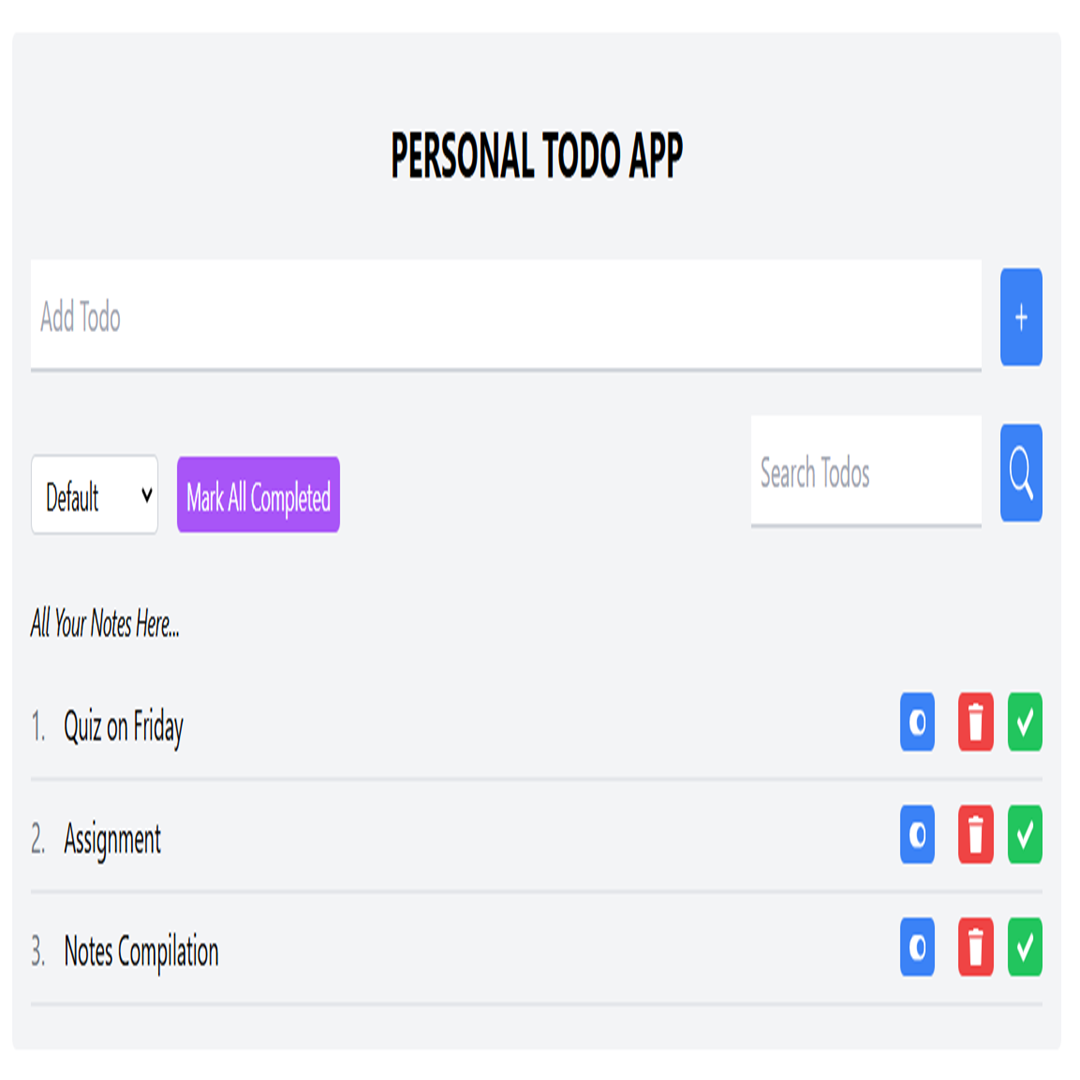 PERSONAL TODO APP
Add Todo
+
Default
Mark All Completed
Search Todos
All Your Notes Here...
1. Quiz on Friday
2. Assignment
3. Notes Compilation